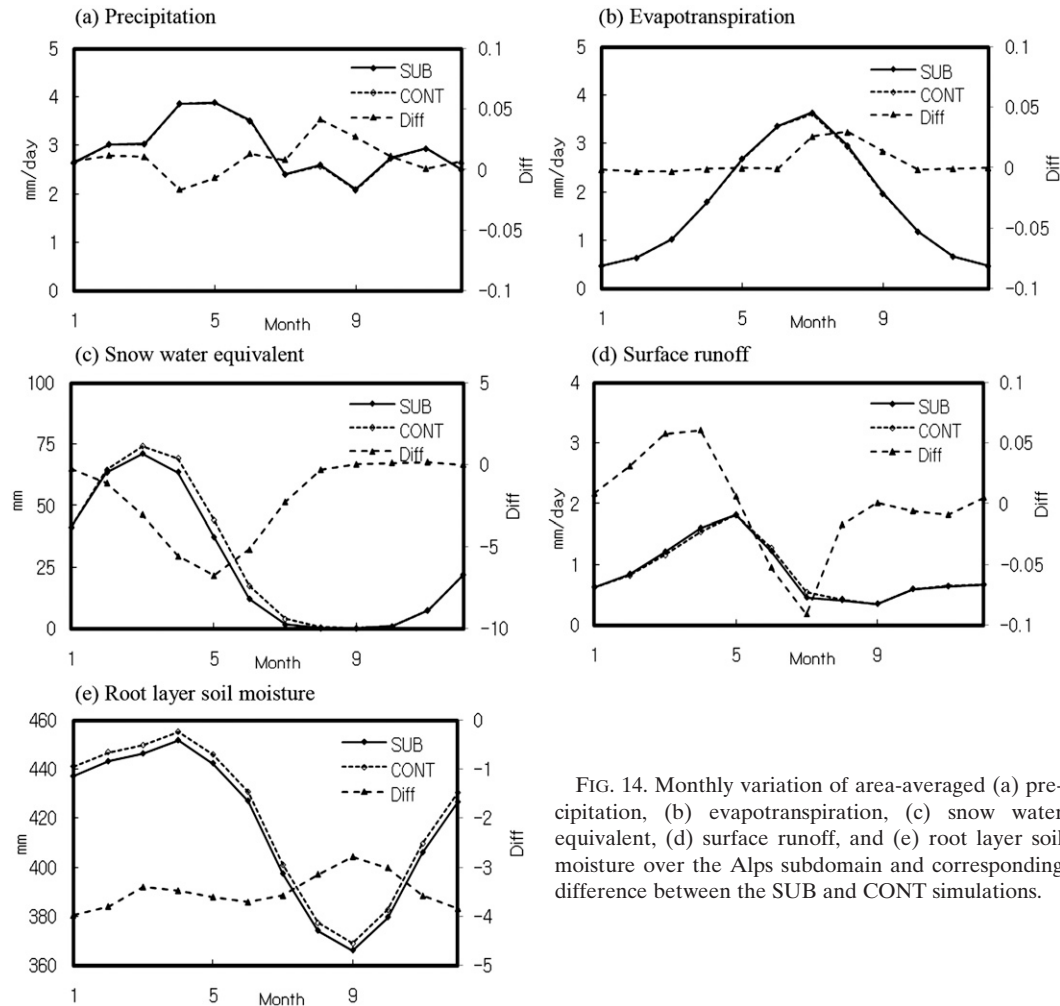 (a) Precipitation
5
4
3
2
1
0
mm/day
0.1
0.05
0
-0.05
-0.1
Diff
SUB
CONT
Diff
1
5
Month
9
(b) Evapotranspiration
5
4
3
2
1
0
mm/day
0.1
0.05
0
-0.05
-0.1
Diff
SUB
CONT
Diff
1
5
Month
9
(c) Snow water equivalent
100
75
50
25
0
mm
5
0
-5
-10
Diff
SUB
CONT
Diff
1
5
Month
9
(d) Surface runoff
4
3
2
1
0
mm/day
0.1
0.05
0
-0.05
-0.1
Diff
SUB
CONT
Diff
1
5
Month
9
(e) Root layer soil moisture
460
440
420
400
380
360
mm
0
-1
-2
-3
-4
-5
Diff
SUB
CONT
Diff
1
5
Month
9
FIG. 14. Monthly variation of area-averaged (a) pre-
cipitation, (b) evapotranspiration, (c) snow water
equivalent, (d) surface runoff, and (e) root layer soil
moisture over the Alps subdomain and corresponding
difference between the SUB and CONT simulations.